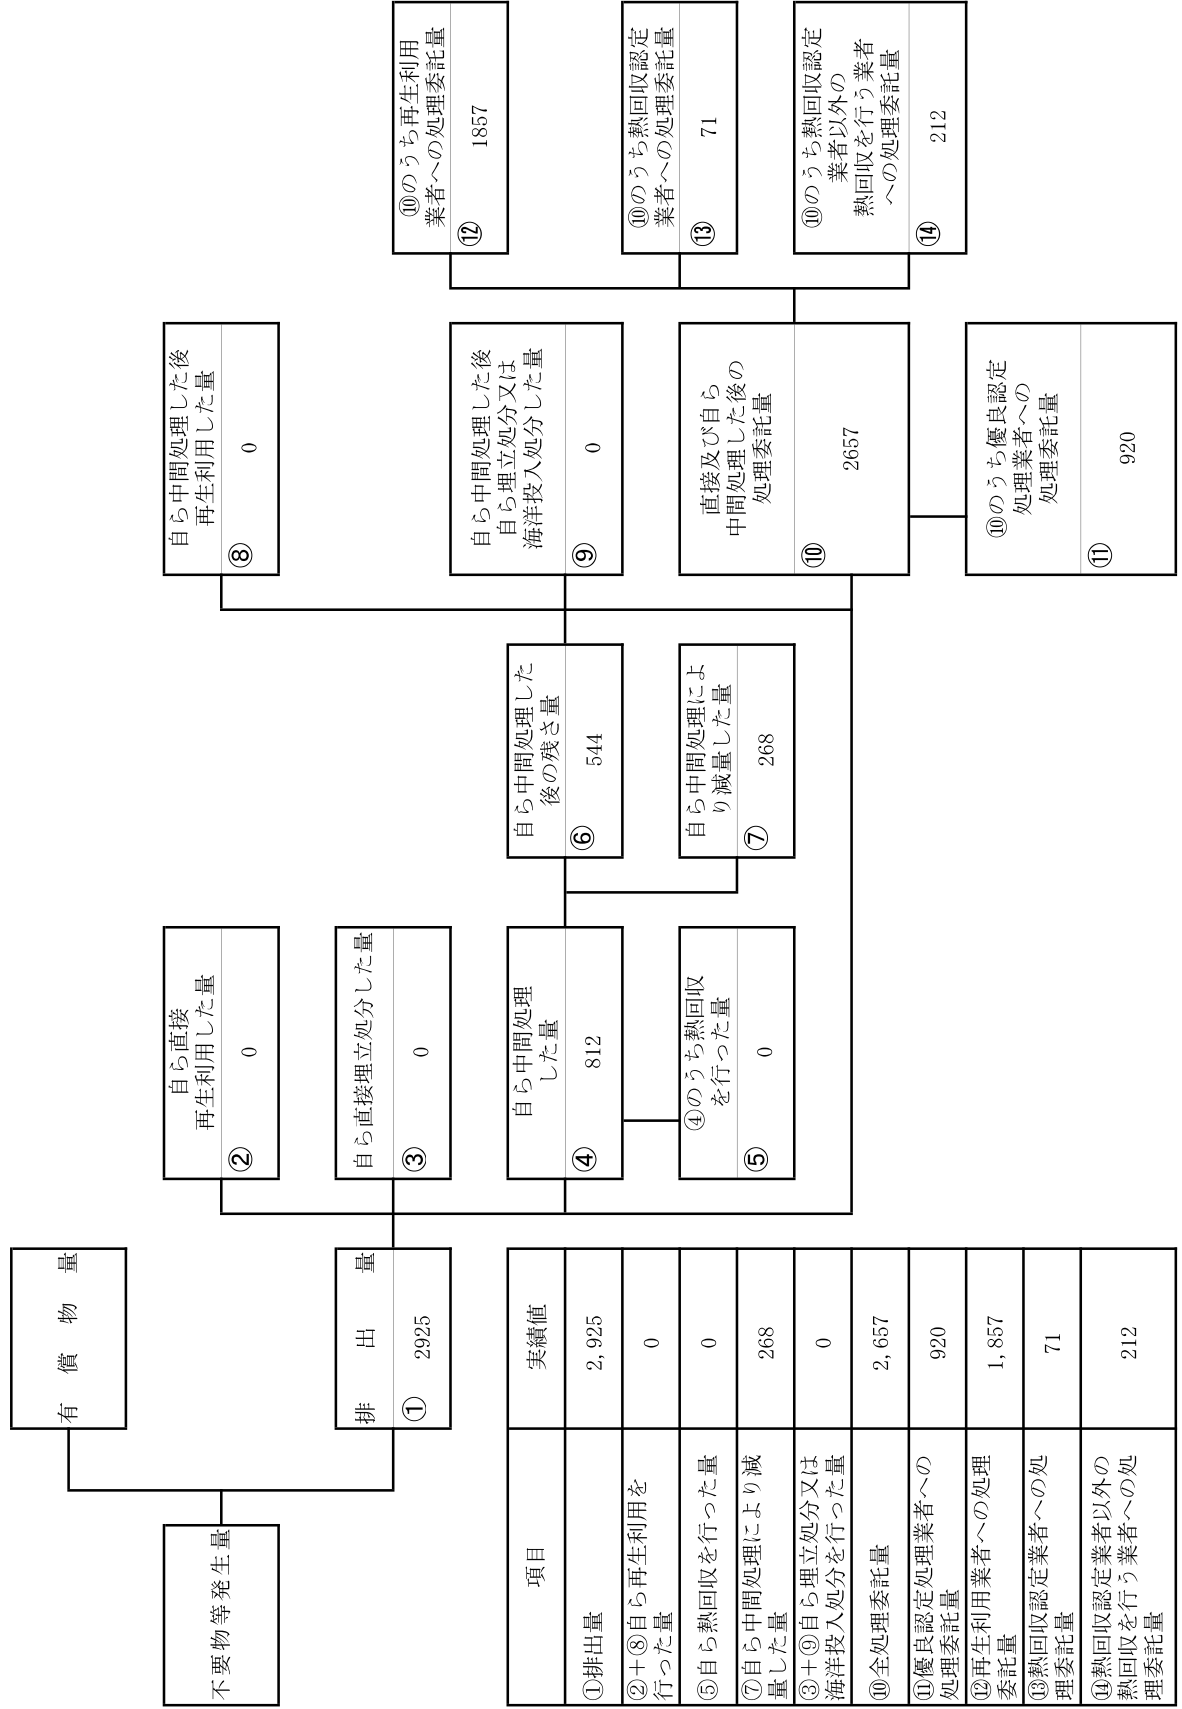 不要物等発生量
有 償 物 量
排 出 量
① 2925
自ら直接
再生利用した量
② 0
自ら直接埋立処分した量
③ 0
自ら中間処理
した量
④ 812
④のうち熱回収
を行った量
⑤ 0
自ら中間処理した
後の残さ量
⑥ 544
自ら中間処理によ
り減量した量
⑦ 268
自ら中間処理した後
再生利用した量
⑧ 0
自ら中間処理した後
自ら埋立処分又は
海洋投入処分した量
⑨ 0
直接及び自ら
中間処理した後の
処理委託量
⑩ 2657
⑩のうち優良認定
処理業者への
処理委託量
⑪ 920
⑩のうち再生利用
業者への処理委託量
⑫ 1857
⑩のうち熱回収認定
業者への処理委託量
⑬ 71
⑩のうち熱回収認定
業者以外の
熱回収を行う業者
への処理委託量
⑭ 212
項目 実績値
①排出量 2,925
②+⑧自ら再生利用を
行った量 0
⑤自ら熱回収を行った量 0
⑦自ら中間処理により減
量した量 268
③+⑨自ら埋立処分又は
海洋投入処分を行った量 0
⑩全処理委託量 2,657
⑪優良認定処理業者への
処理委託量 920
⑫再生利用業者への処理
委託量 1,857
⑬熱回収認定業者への処
理委託量 71
⑭熱回収認定業者以外の
熱回収を行う業者への処
理委託量 212